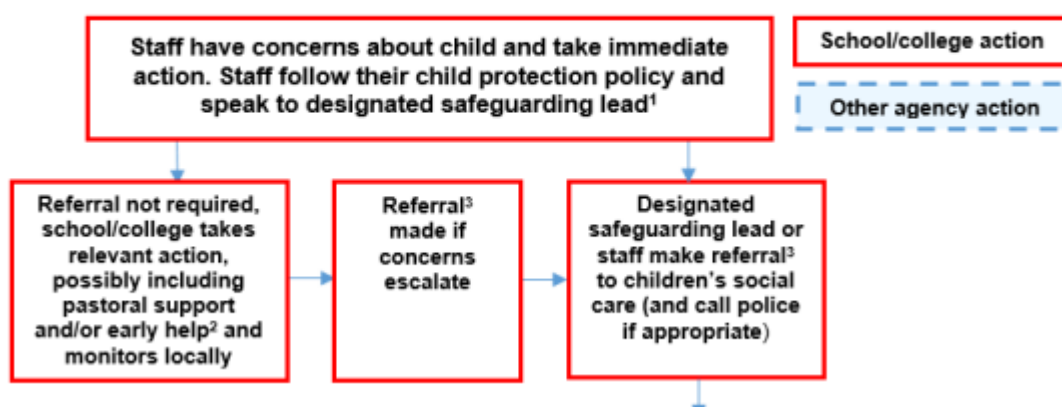 Staff have concerns about child and take immediate
action. Staff follow their child protection policy and
speak to designated safeguarding lead¹
School/college action
Other agency action
Referral not required,
school/college takes
relevant action,
possibly including
pastoral support
and/or early help² and
monitors locally
Referral³
made if
concerns
escalate
Designated
safeguarding lead or
staff make referral³
to children’s social
care (and call police
if appropriate)